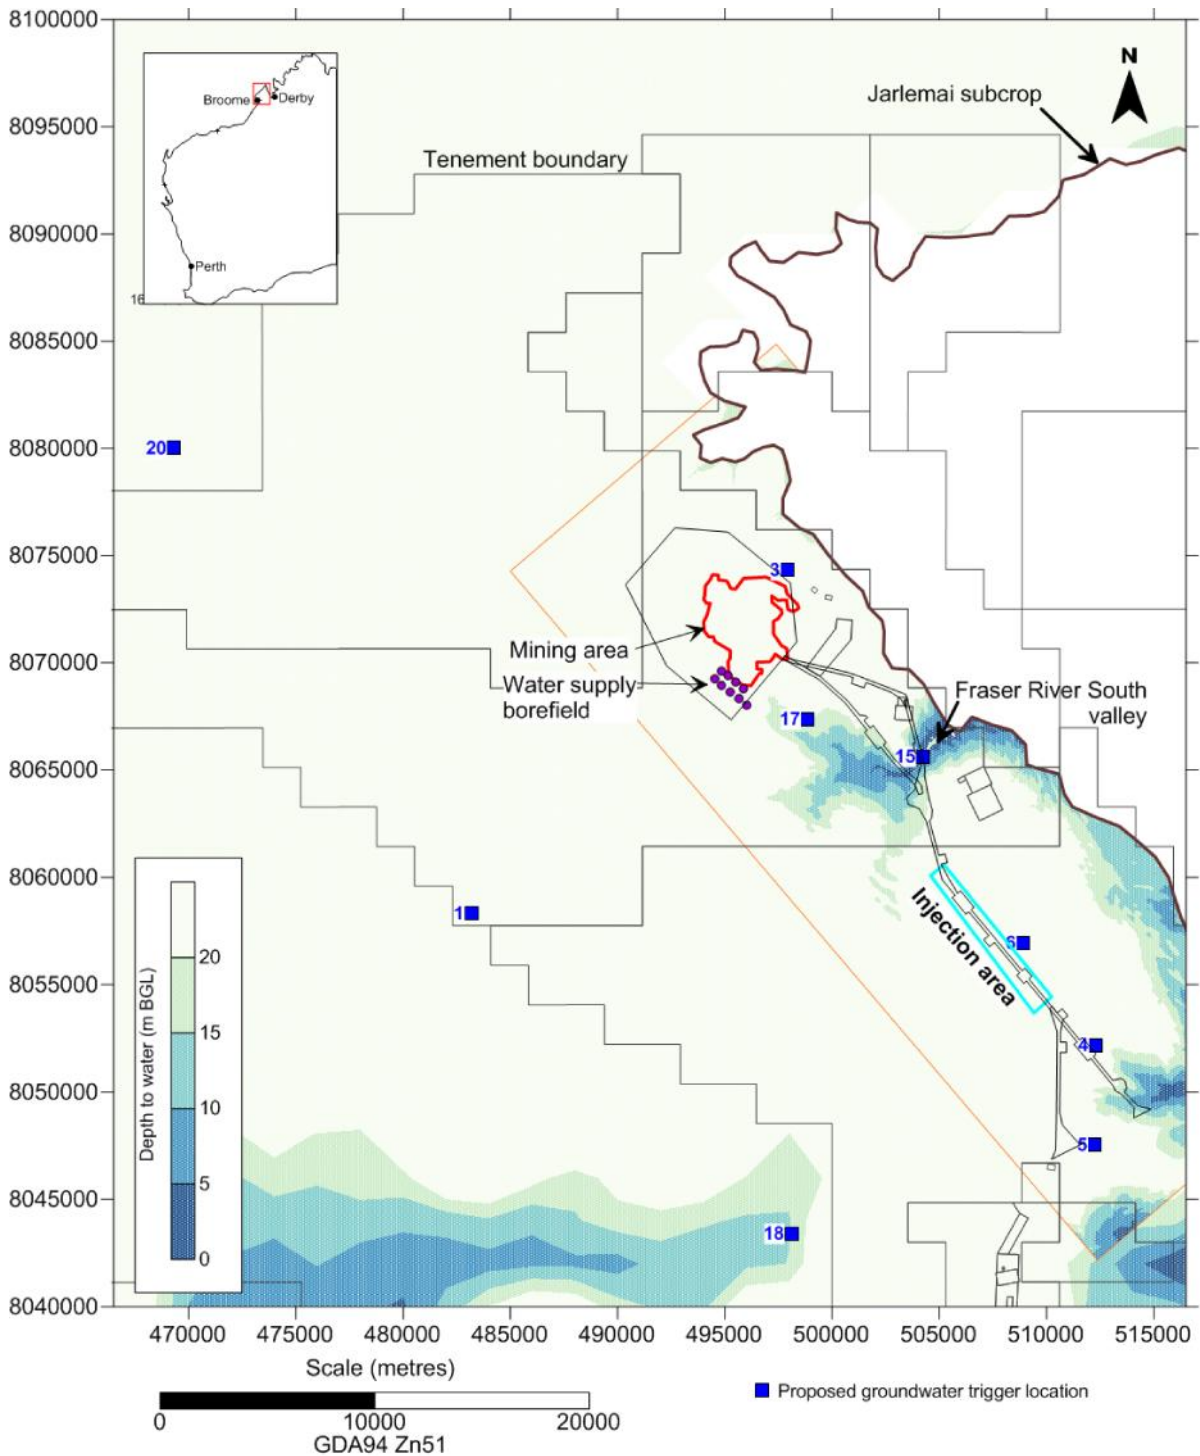 8100000
8095000
8090000
8085000
8080000
8075000
8070000
8065000
8060000
8055000
8050000
8045000
8040000
N
Jarlemai subcrop
Broome
Derby
Perth
16
Tenement boundary
20
3
Mining area
Water supply
borefield
17
Fraser River South
valley
15
1
Injection area
6
4
5
18
Depth to water (m BGL)
20
15
10
5
0
470000 475000 480000 485000 490000 495000 500000 505000 510000 515000
Scale (metres)
0 10000 20000
GDA94 Zn51
Proposed groundwater trigger location